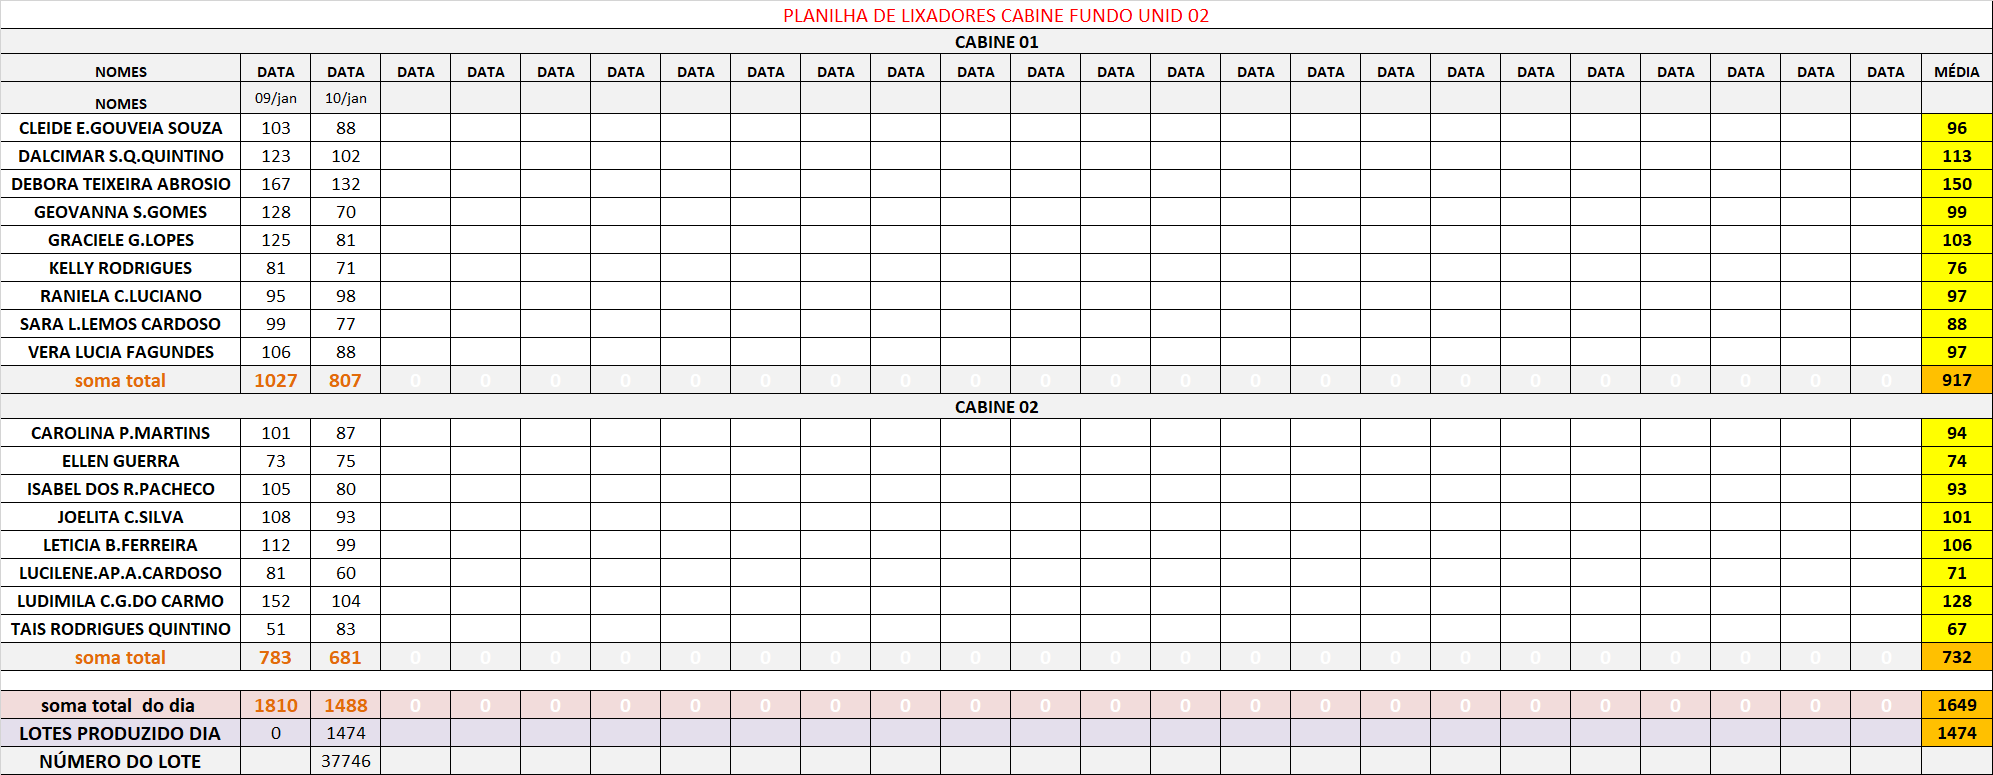 PLANILHA DE LIXADORES CABINE FUNDO UNID 02
CABINE 01
NOMES DATA DATA DATA DATA DATA DATA DATA DATA DATA DATA DATA DATA DATA DATA DATA DATA DATA DATA DATA DATA DATA DATA DATA DATA MÉDIA
NOMES 09/jan 10/jan
CLEIDE E.GOUVEIA SOUZA 103 88 96
DALCIMAR S.Q.QUINTINO 123 102 113
DEBORA TEIXEIRA ABROSIO 167 132 150
GEOVANNA S.GOMES 128 70 99
GRACIELE G.LOPES 125 81 103
KELLY RODRIGUES 81 71 76
RANIELA C.LUCIANO 95 98 97
SARA L.LEMOS CARDOSO 99 77 88
VERA LUCIA FAGUNDES 106 88 97
soma total 1027 807 0 0 0 0 0 0 0 0 0 0 0 0 0 0 0 0 0 0 0 0 0 0 917
CABINE 02
CAROLINA P.MARTINS 101 87 94
ELLEN GUERRA 73 75 74
ISABEL DOS R.PACHECO 105 80 93
JOELITA C.SILVA 108 93 101
LETICIA B.FERREIRA 112 99 106
LUCILENE.AP.A.CARDOSO 81 60 71
LUDIMILA C.G.DO CARMO 152 104 128
TAIS RODRIGUES QUINTINO 51 83 67
soma total 783 681 0 0 0 0 0 0 0 0 0 0 0 0 0 0 0 0 0 0 0 0 0 0 732
soma total do dia 1810 1488 0 0 0 0 0 0 0 0 0 0 0 0 0 0 0 0 0 0 0 0 0 0 1649
LOTES PRODUZIDO DIA 0 1474 1474
NÚMERO DO LOTE 37746